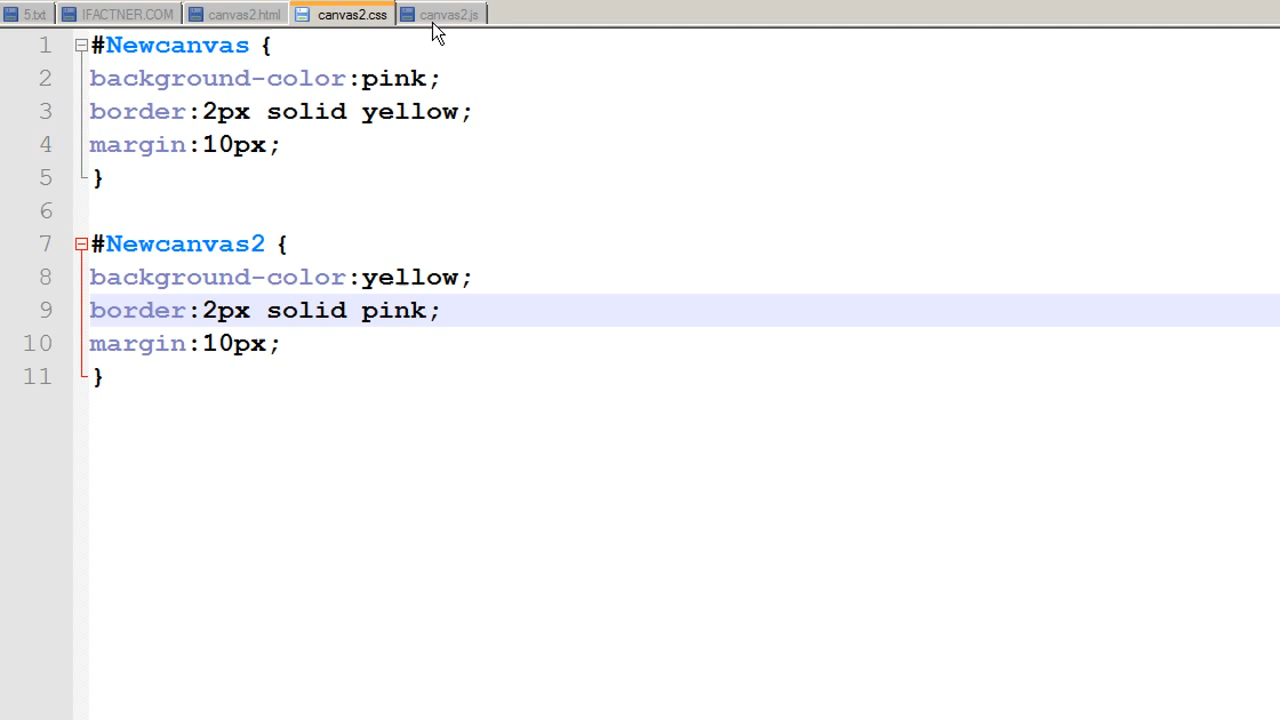 5.txt IFACTNER.COM canvas2.html canvas2.css canvas2.js
1 #Newcanvas {
2 background-color:pink;
3 border:2px solid yellow;
4 margin:10px;
5 }
6
7 #Newcanvas2 {
8 background-color:yellow;
9 border:2px solid pink;
10 margin:10px;
11 }